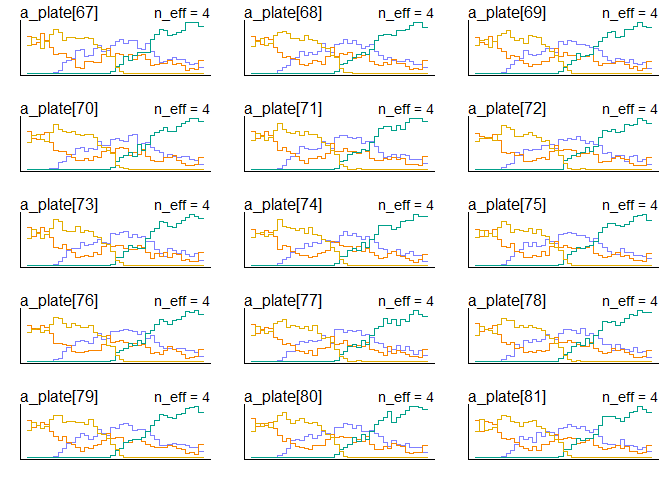 a_plate[67] n_eff = 4 a_plate[68] n_eff = 4 a_plate[69] n_eff = 4
a_plate[70] n_eff = 4 a_plate[71] n_eff = 4 a_plate[72] n_eff = 4
a_plate[73] n_eff = 4 a_plate[74] n_eff = 4 a_plate[75] n_eff = 4
a_plate[76] n_eff = 4 a_plate[77] n_eff = 4 a_plate[78] n_eff = 4
a_plate[79] n_eff = 4 a_plate[80] n_eff = 4 a_plate[81] n_eff = 4